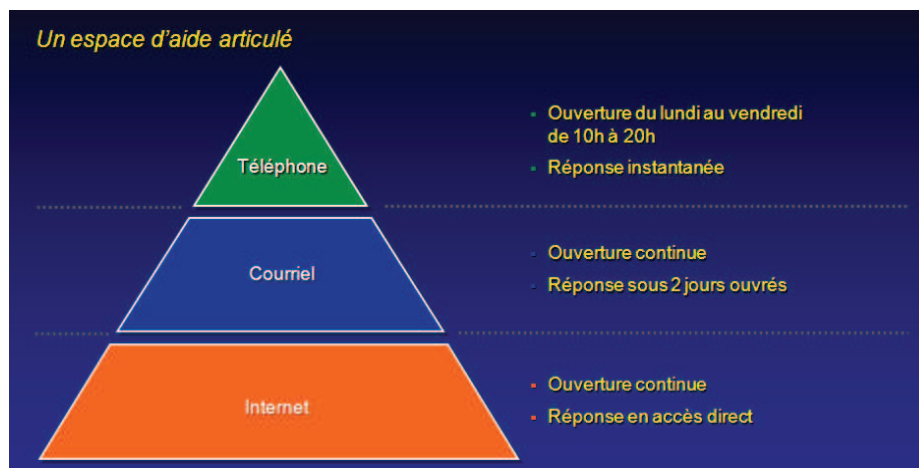 Un espace d'aide articulé
Téléphone
Ouverture du lundi au vendredi
de 10h à 20h
Réponse instantanée
Courriel
Ouverture continue
Réponse sous 2 jours ouvrés
Internet
Ouverture continue
Réponse en accès direct